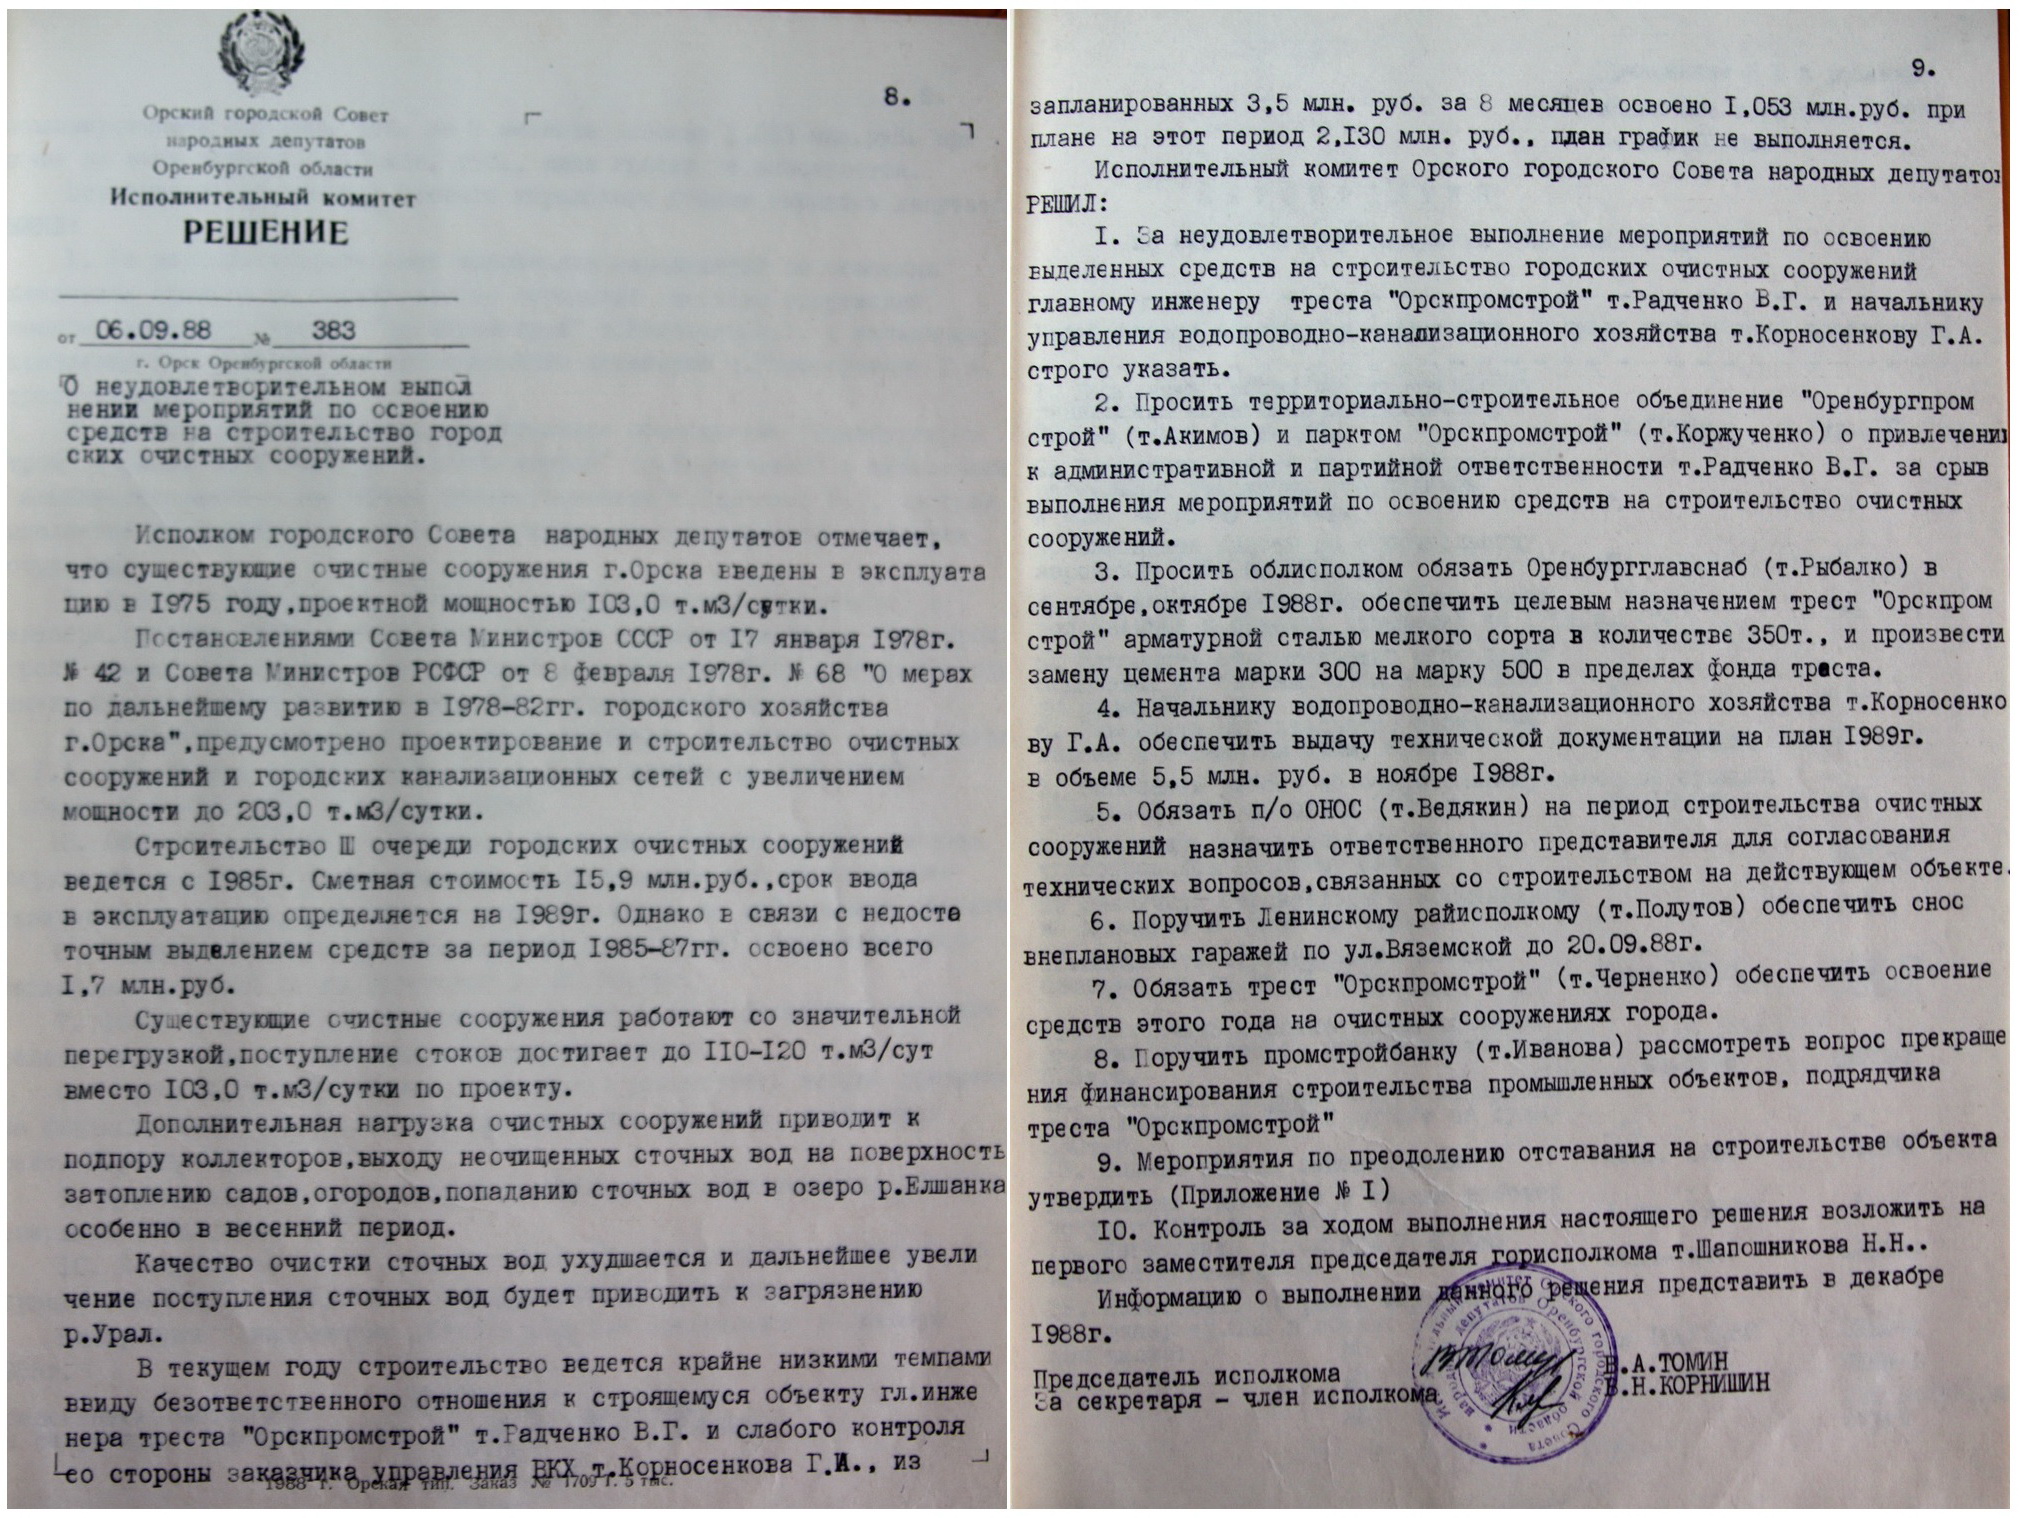 8.
Орский городской Совет
народных депутатов
Оренбургской области
Исполнительный комитет
РЕШЕНИЕ
от 06.09.88 № 383
г. Орск Оренбургской области
О неудовлетворительном выпол
нении мероприятий по освоению
средств на строительство город
ских очистных сооружений.
Исполком городского Совета народных депутатов отмечает,
что существующие очистные сооружения г.Орска введены в эксплуата
цию в 1975 году,проектной мощностью 103,0 т.м3/сутки.
Постановлениями Совета Министров СССР от 17 января 1978г.
№ 42 и Совета Министров РСФСР от 8 февраля 1978г. № 68 "О мерах
по дальнейшему развитию в 1978-82гг. городского хозяйства
г.Орска",предусмотрено проектирование и строительство очистных
сооружений и городских канализационных сетей с увеличением
мощности до 203,0 т.м3/сутки.
Строительство Ш очереди городских очистных сооружений
ведется с 1985г. Сметная стоимость 15,9 млн.руб.,срок ввода
в эксплуатацию определяется на 1989г. Однако в связи с недоста
точным выделением средств за период 1985-87гг. освоено всего
1,7 млн.руб.
Существующие очистные сооружения работают со значительной
перегрузкой,поступление стоков достигает до 110-120 т.м3/сут
вместо 103,0 т.м3/сутки по проекту.
Дополнительная нагрузка очистных сооружений приводит к
подпору коллекторов,выходу неочищенных сточных вод на поверхность
затоплению садов,огородов,попаданию сточных вод в озеро р.Елшанка
особенно в весенний период.
Качество очистки сточных вод ухудшается и дальнейшее увели
чение поступления сточных вод будет приводить к загрязнению
р.Урал.
В текущем году строительство ведется крайне низкими темпами
ввиду безответственного отношения к строящемуся объекту гл.инже
нера треста "Орскпромстрой" т.Радченко В.Г. и слабого контроля
со стороны заказчика управления ВКХ т.Корносенкова Г.И., из
1988 г. Орская тип. Заказ № 1709 Г. 5 тыс.
9.
запланированных 3,5 млн. руб. за 8 месяцев освоено 1,053 млн.руб. при
плане на этот период 2,130 млн. руб., план график не выполняется.
Исполнительный комитет Орского городского Совета народных депутатов
РЕШИЛ:
1. За неудовлетворительное выполнение мероприятий по освоению
выделенных средств на строительство городских очистных сооружений
главному инженеру треста "Орскпромстрой" т.Радченко В.Г. и начальнику
управления водопроводно-канализационного хозяйства т.Корносенкову Г.А.
строго указать.
2. Просить территориально-строительное объединение "Оренбургпром
строй" (т.Акимов) и парктом "Орскпромстрой" (т.Коржученко) о привлечении
к административной и партийной ответственности т.Радченко В.Г. за срыв
выполнения мероприятий по освоению средств на строительство очистных
сооружений.
3. Просить облисполком обязать Оренбургглавснаб (т.Рыбалко) в
сентябре,октябре 1988г. обеспечить целевым назначением трест "Орскпром
строй" арматурной сталью мелкого сорта в количестве 350т., и произвести
замену цемента марки 300 на марку 500 в пределах фонда треста.
4. Начальнику водопроводно-канализационного хозяйства т.Корносенко
ву Г.А. обеспечить выдачу технической документации на план 1989г.
в объеме 5,5 млн. руб. в ноябре 1988г.
5. Обязать п/о ОНОС (т.Ведякин) на период строительства очистных
сооружений назначить ответственного представителя для согласования
технических вопросов,связанных со строительством на действующем объекте.
6. Поручить Ленинскому райисполкому (т.Полутов) обеспечить снос
внеплановых гаражей по ул.Вяземской до 20.09.88г.
7. Обязать трест "Орскпромстрой" (т.Черненко) обеспечить освоение
средств этого года на очистных сооружениях города.
8. Поручить промстройбанку (т.Иванова) рассмотреть вопрос прекраще
ния финансирования строительства промышленных объектов, подрядчика
треста "Орскпромстрой"
9. Мероприятия по преодолению отставания на строительстве объекта
утвердить (Приложение № 1)
10. Контроль за ходом выполнения настоящего решения возложить на
первого заместителя председателя горисполкома т.Шапошникова Н.Н..
Информацию о выполнении данного решения представить в декабре
1988г.
Председатель исполкома В.А.ТОМИН
За секретаря - член исполкома В.Н.КОРНИШИН
Исполнительный комитет Орского городского Совета
народных депутатов Оренбургской области